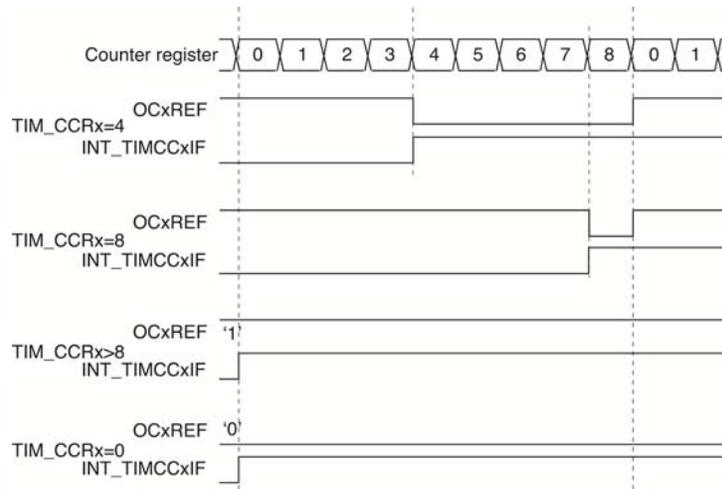 Counter register 0 1 2 3 4 5 6 7 8 0 1
OCxREF
TIM_CCRx=4
INT_TIMCCxIF
OCxREF
TIM_CCRx=8
INT_TIMCCxIF
OCxREF '1'
TIM_CCRx>8
INT_TIMCCxIF
OCxREF '0'
TIM_CCRx=0
INT_TIMCCxIF